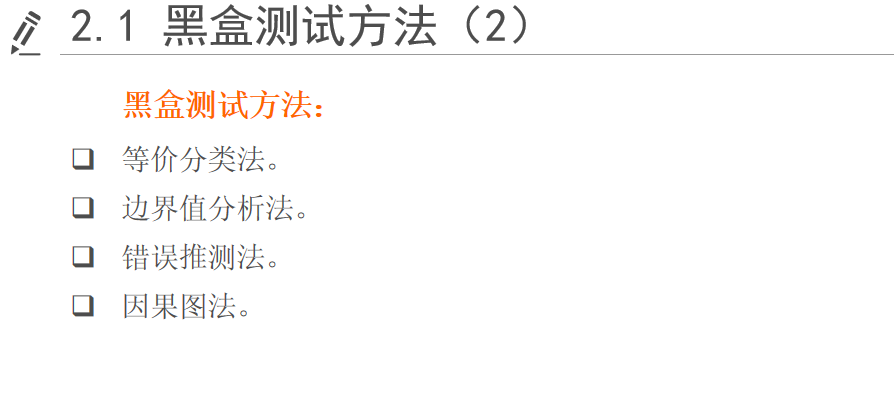 2.1 黑盒测试方法（2）
黑盒测试方法：
❑ 等价分类法。
❑ 边界值分析法。
❑ 错误推测法。
❑ 因果图法。